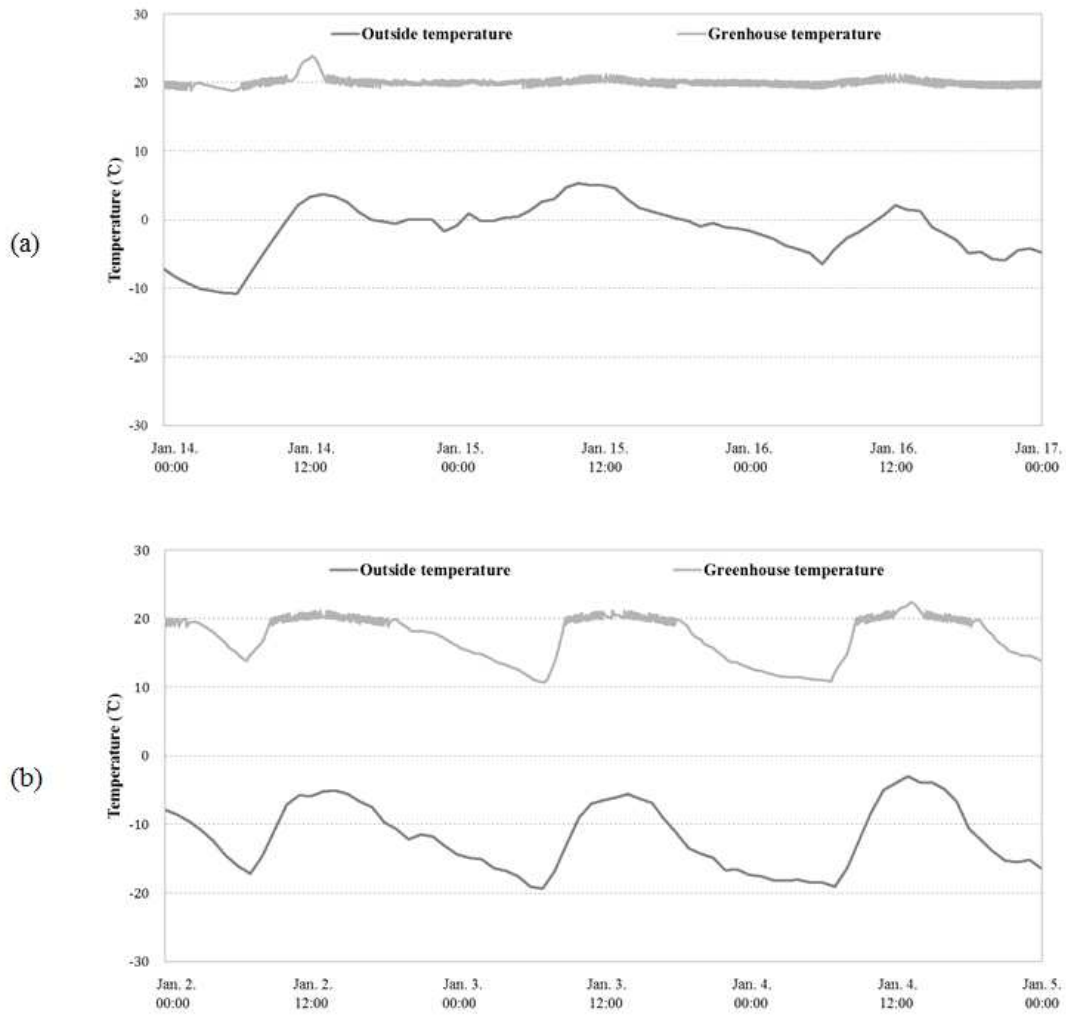 30
Outside temperature
Grenhouse temperature
20
10
Temperature (℃)
0
(a)
-10
-20
-30
Jan. 14. Jan. 14. Jan. 15. Jan. 15. Jan. 16. Jan. 16. Jan. 17.
00:00 12:00 00:00 12:00 00:00 12:00 00:00
30
Outside temperature
Greenhouse temperature
20
10
Temperature (℃)
0
(b)
-10
-20
-30
Jan. 2. Jan. 2. Jan. 3. Jan. 3. Jan. 4. Jan. 4. Jan. 5.
00:00 12:00 00:00 12:00 00:00 12:00 00:00